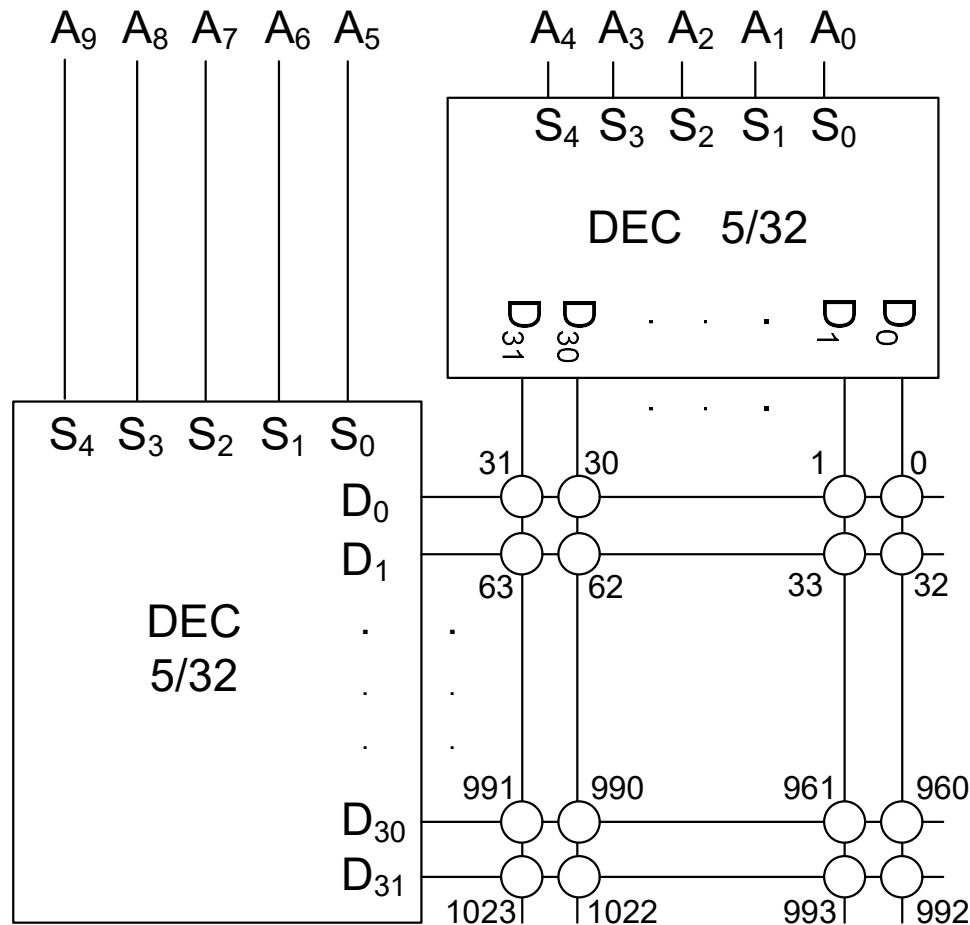 A9 A8 A7 A6 A5 A4 A3 A2 A1 A0
S4 S3 S2 S1 S0
DEC 5/32
D31 D30 . . . D1 D0
. . .
S4 S3 S2 S1 S0
31 30 1 0
D0
D1
63 62 33 32
DEC
5/32
. .
. .
. .
991 990 961 960
D30
D31
1023 1022 993 992